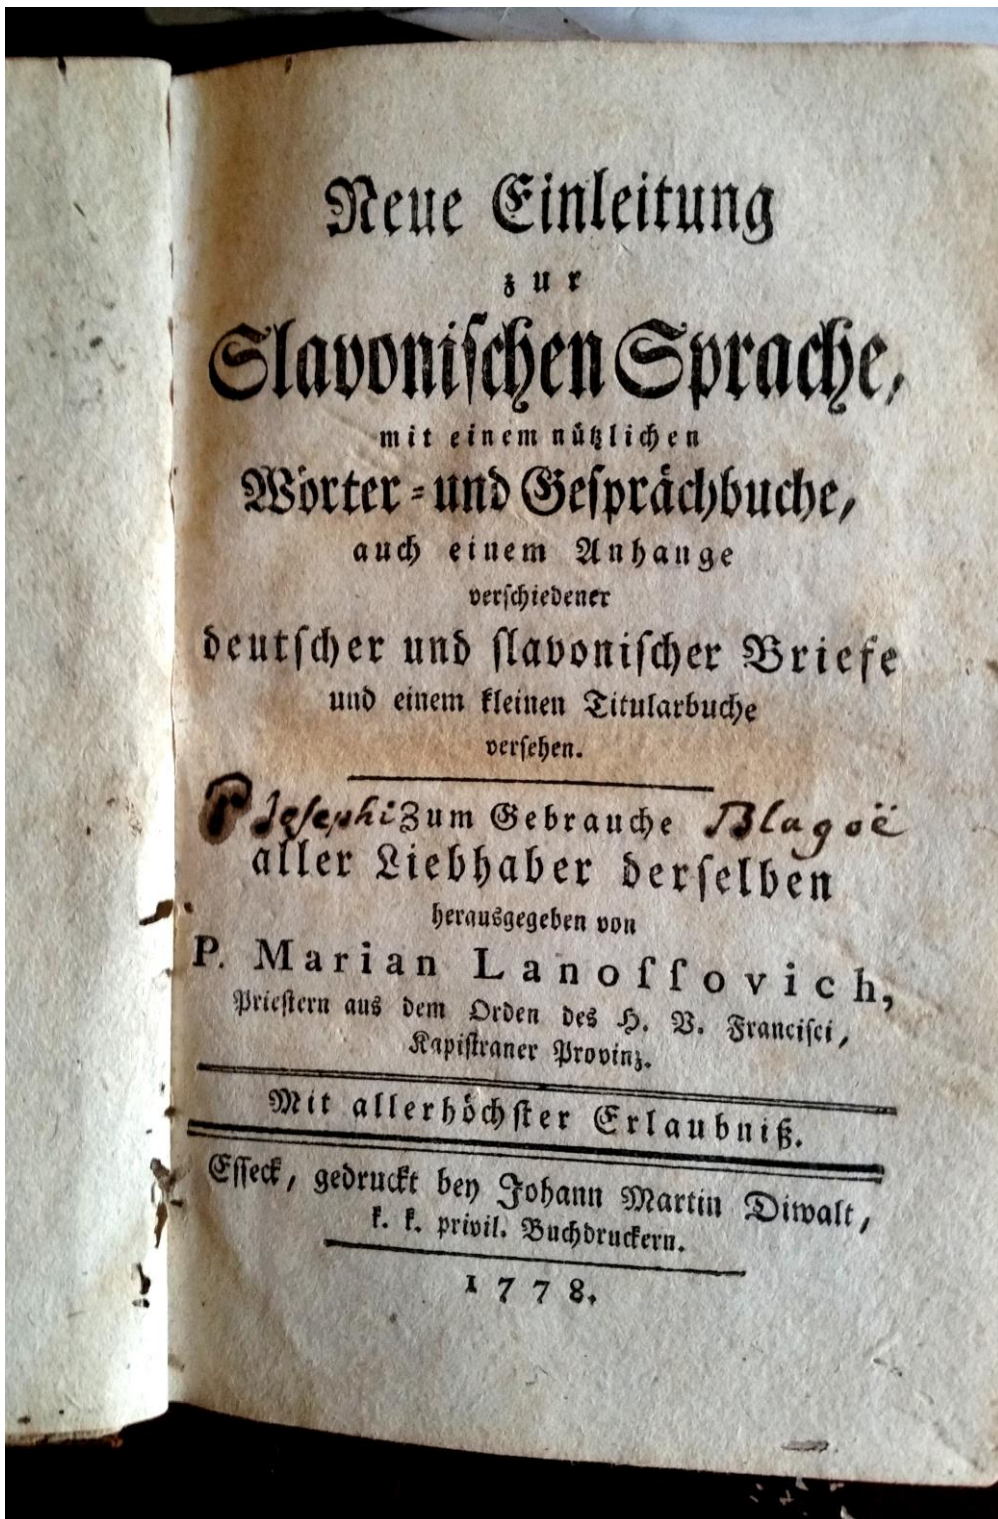 Neue Einleitung
zur
Slavoniſchen Sprache,
mit einem nützlichen
Wörter- und Geſprächbuche,
auch einem Anhange
verſchiedener
deutſcher und ſlavoniſcher Briefe
und einem kleinen Titularbuche
verſehen.
P Josephi Zum Gebrauche Blagoë
aller Liebhaber derſelben
herausgegeben von
P. Marian Lanoſſovich,
Prieſtern aus dem Orden des H. V. Franciſci,
Kapiſtraner Provinz.
Mit allerhöchſter Erlaubniß.
Eſſeck, gedruckt bey Johann Martin Diwalt,
k. k. privil. Buchdruckern.
1778.